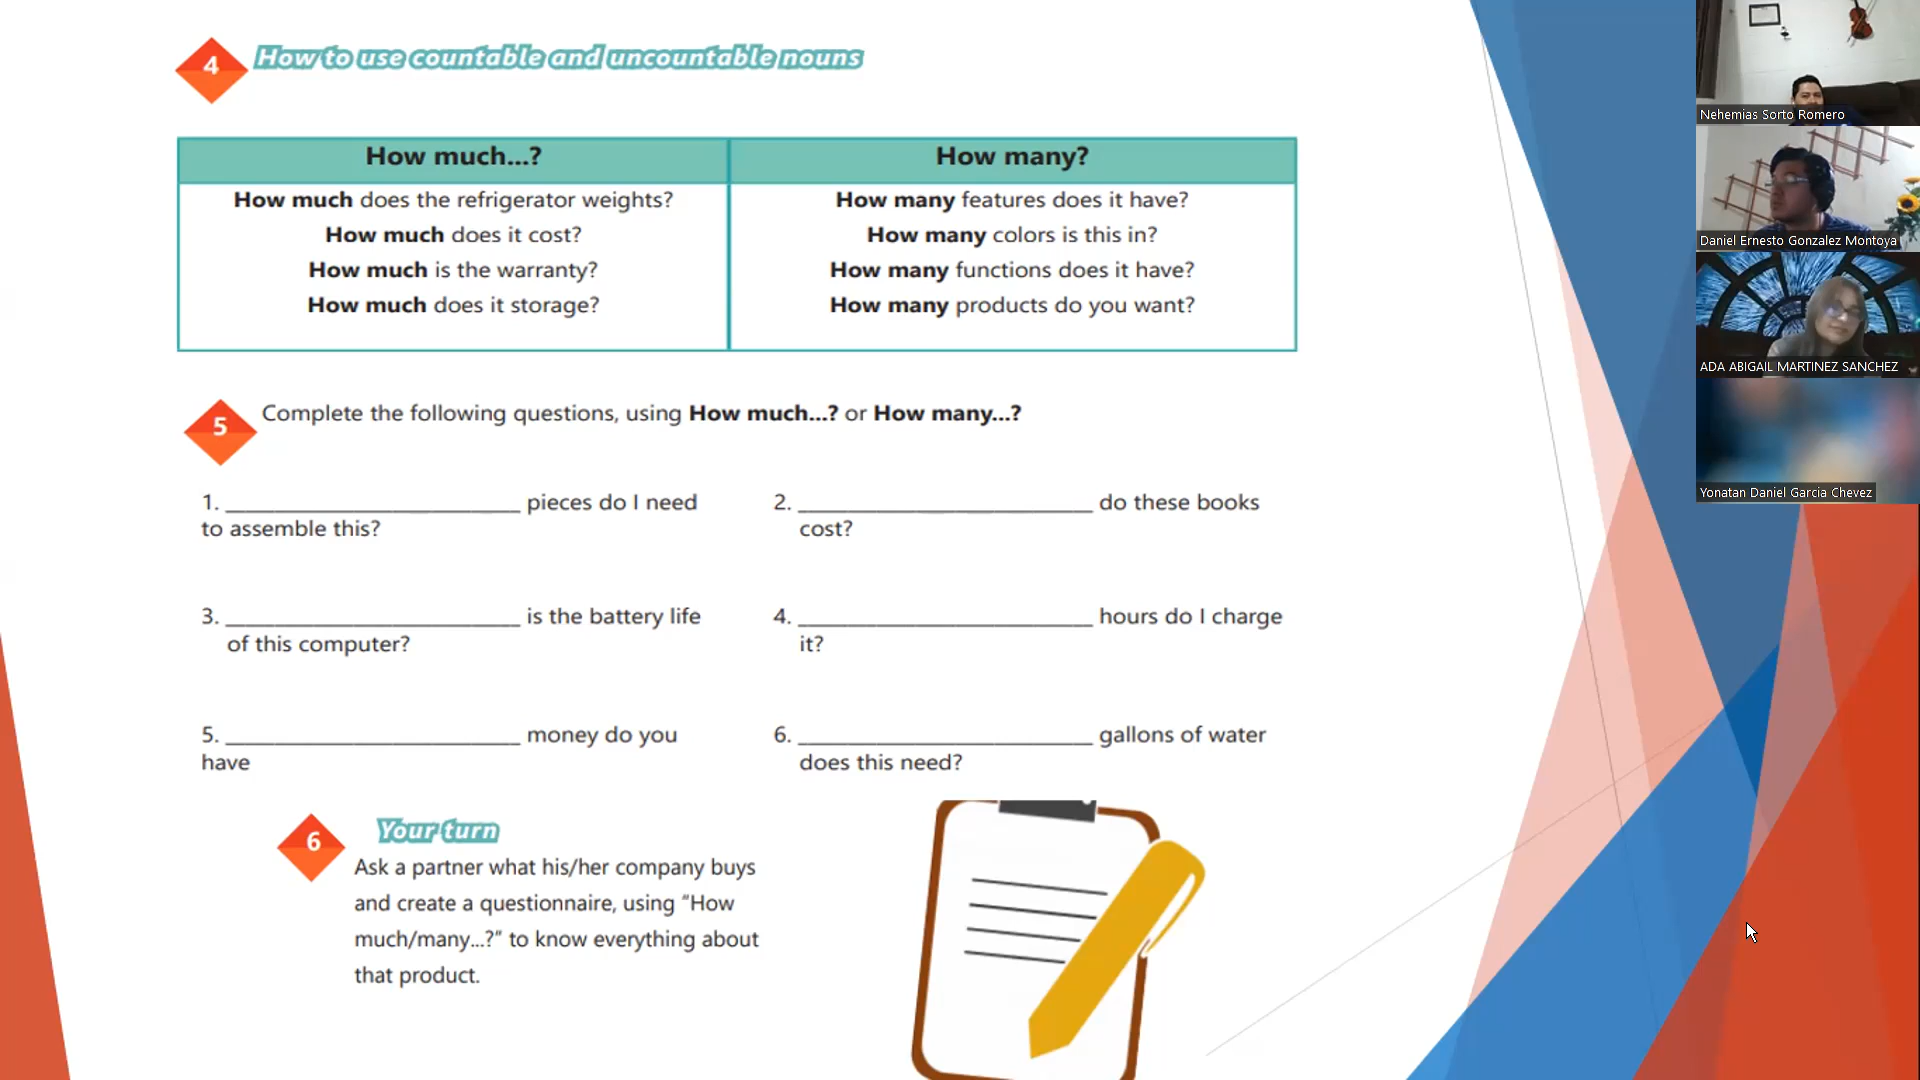 4 How to use countable and uncountable nouns
How much...?
How much does the refrigerator weights?
How much does it cost?
How much is the warranty?
How much does it storage?
How many?
How many features does it have?
How many colors is this in?
How many functions does it have?
How many products do you want?
5 Complete the following questions, using How much...? or How many...?
1. ________________________ pieces do I need
to assemble this?
2. ________________________ do these books
cost?
3. ________________________ is the battery life
of this computer?
4. ________________________ hours do I charge
it?
5. ________________________ money do you
have
6. ________________________ gallons of water
does this need?
6 Your turn
Ask a partner what his/her company buys
and create a questionnaire, using “How
much/many...?” to know everything about
that product.
Nehemias Sorto Romero
Daniel Ernesto Gonzalez Montoya
ADA ABIGAIL MARTINEZ SANCHEZ
Yonatan Daniel Garcia Chevez